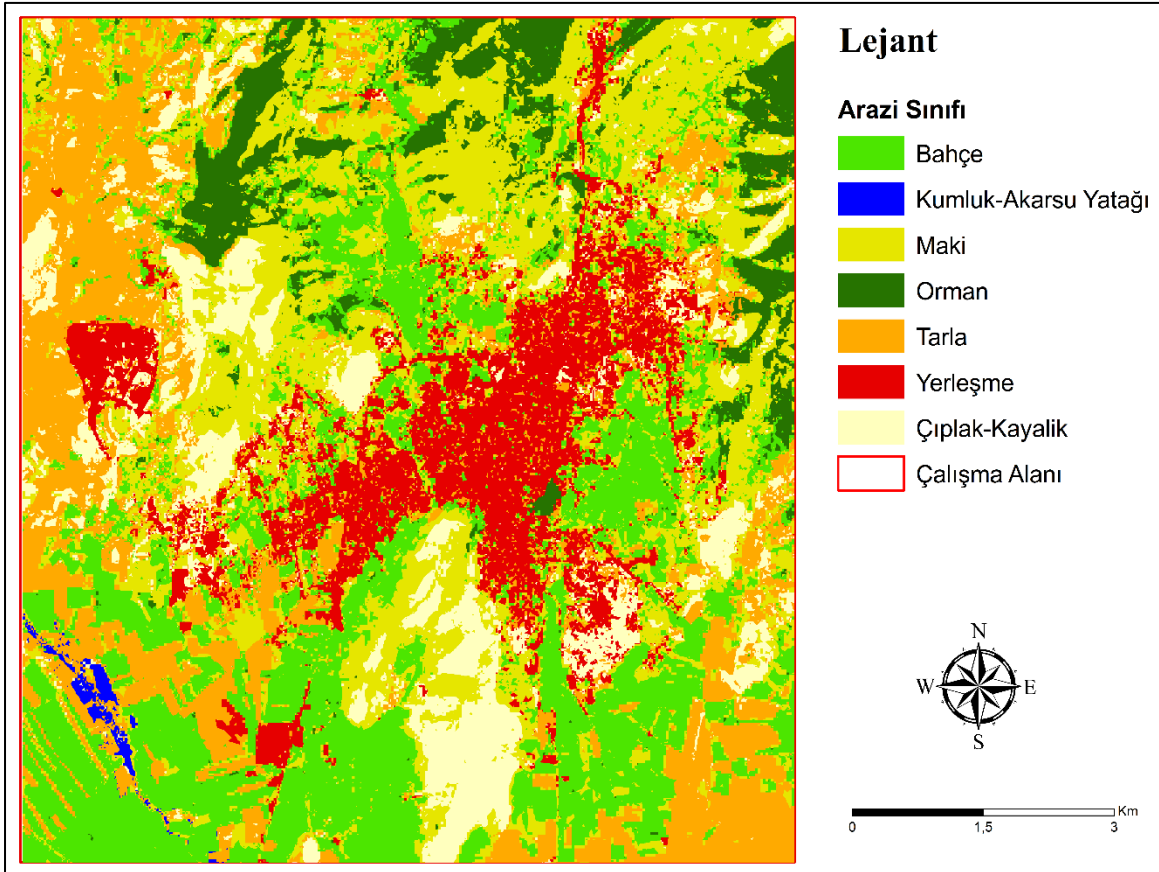 Lejant
Arazi Sınıfı
Bahçe
Kumluk-Akarsu Yatağı
Maki
Orman
Tarla
Yerleşme
Çıplak-Kayalik
Çalışma Alanı
N
W E
S
Km
0 1,5 3